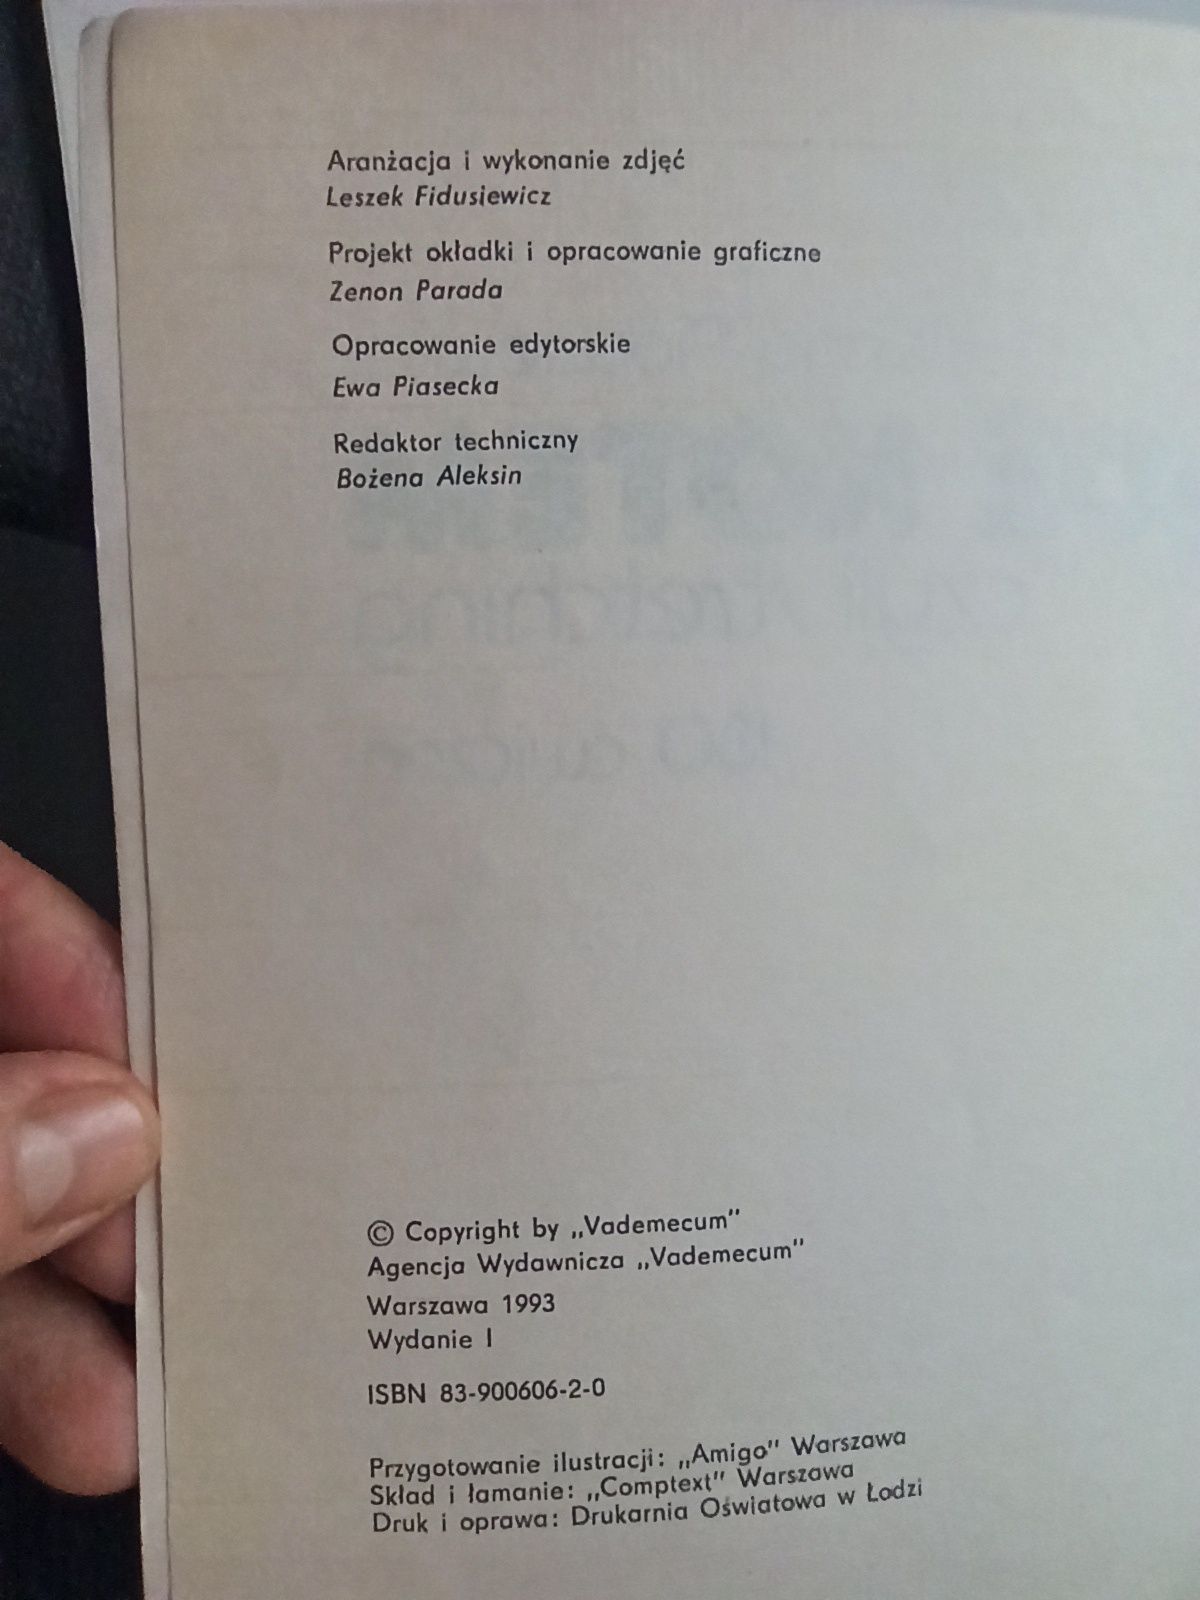 Aranżacja i wykonanie zdjęć
Leszek Fidusiewicz
Projekt okładki i opracowanie graficzne
Zenon Parada
Opracowanie edytorskie
Ewa Piasecka
Redaktor techniczny
Bożena Aleksin
© Copyright by „Vademecum”
Agencja Wydawnicza „Vademecum”
Warszawa 1993
Wydanie I
ISBN 83-900606-2-0
Przygotowanie ilustracji: „Amigo” Warszawa
Skład i łamanie: „Comptext” Warszawa
Druk i oprawa: Drukarnia Oświatowa w Łodzi